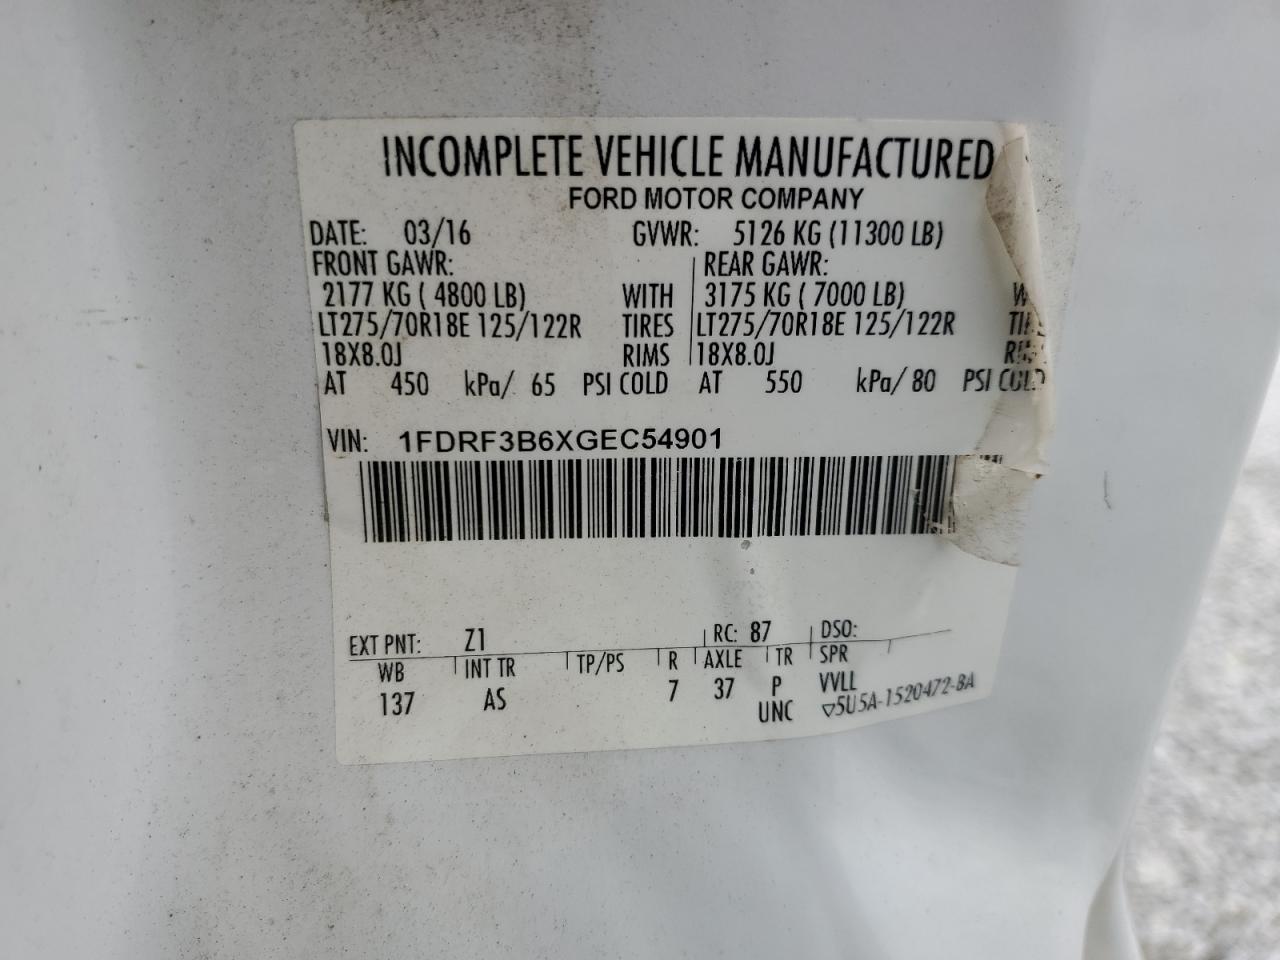 INCOMPLETE VEHICLE MANUFACTURED
FORD MOTOR COMPANY
DATE: 03/16 GVWR: 5126 KG (11300 LB)
FRONT GAWR: REAR GAWR:
2177 KG ( 4800 LB) WITH 3175 KG ( 7000 LB)
LT275/70R18E 125/122R TIRES LT275/70R18E 125/122R
18X8.0J RIMS 18X8.0J
AT 450 kPa/ 65 PSI COLD AT 550 kPa/ 80 PSI COLD
VIN: 1FDRF3B6XGEC54901
EXT PNT: Z1 RC: 87 DSO:
WB INT TR TP/PS R AXLE TR SPR
137 AS 7 37 P VVLL
UNC ▽5U5A-1520472-BA